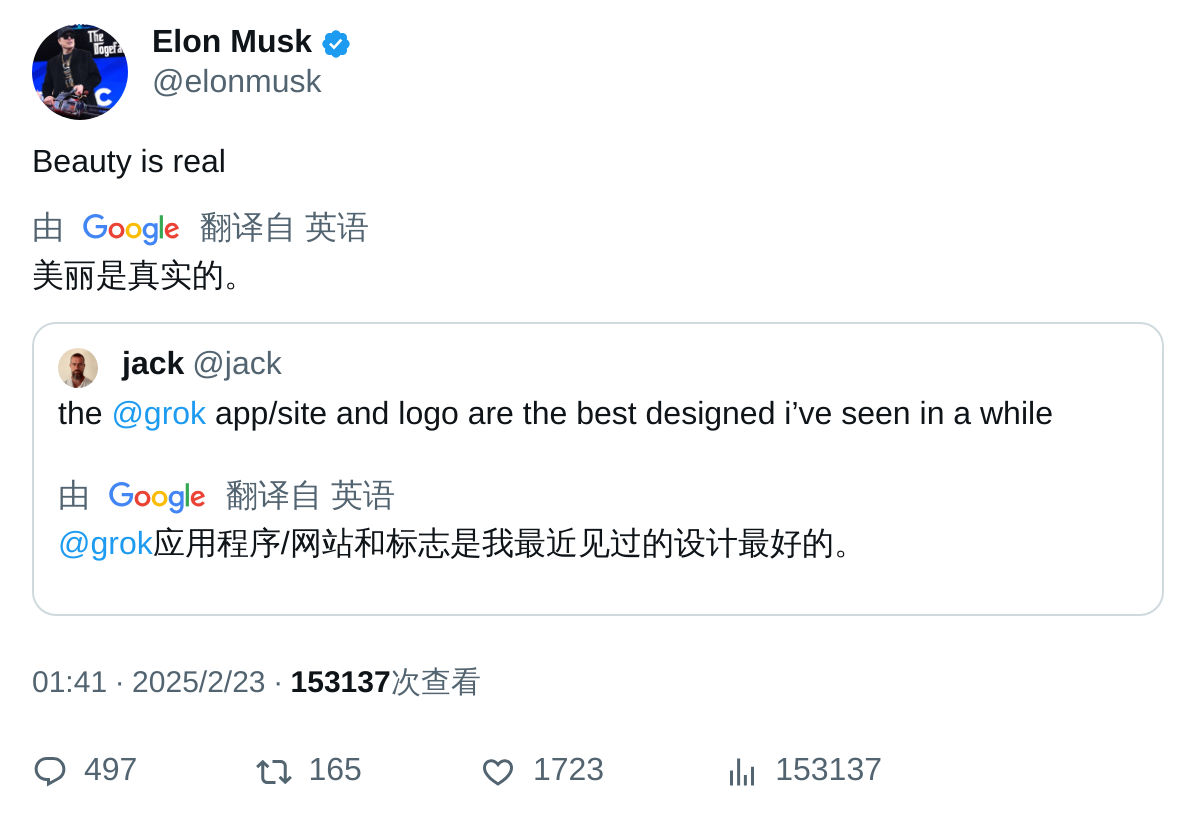 The
Dogefa
C
Elon Musk
@elonmusk
Beauty is real
由 Google 翻译自 英语
美丽是真实的。
jack @jack
the @grok app/site and logo are the best designed i’ve seen in a while
由 Google 翻译自 英语
@grok应用程序/网站和标志是我最近见过的设计最好的。
01:41 · 2025/2/23 · 153137次查看
497 165 1723 153137